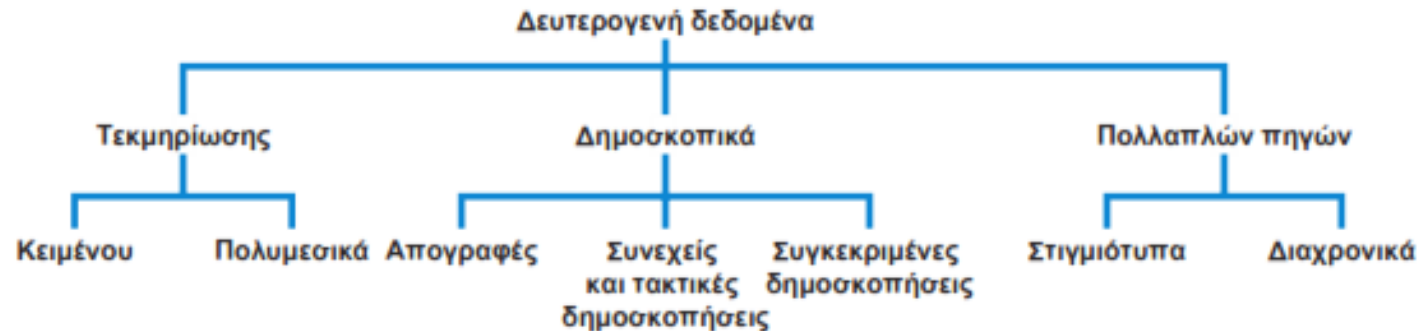 Δευτερογενή δεδομένα
Τεκμηρίωσης Δημοσκοπικά Πολλαπλών πηγών
Κειμένου Πολυμεσικά Απογραφές Συνεχείς Συγκεκριμένες Στιγμιότυπα Διαχρονικά
και τακτικές δημοσκοπήσεις
δημοσκοπήσεις